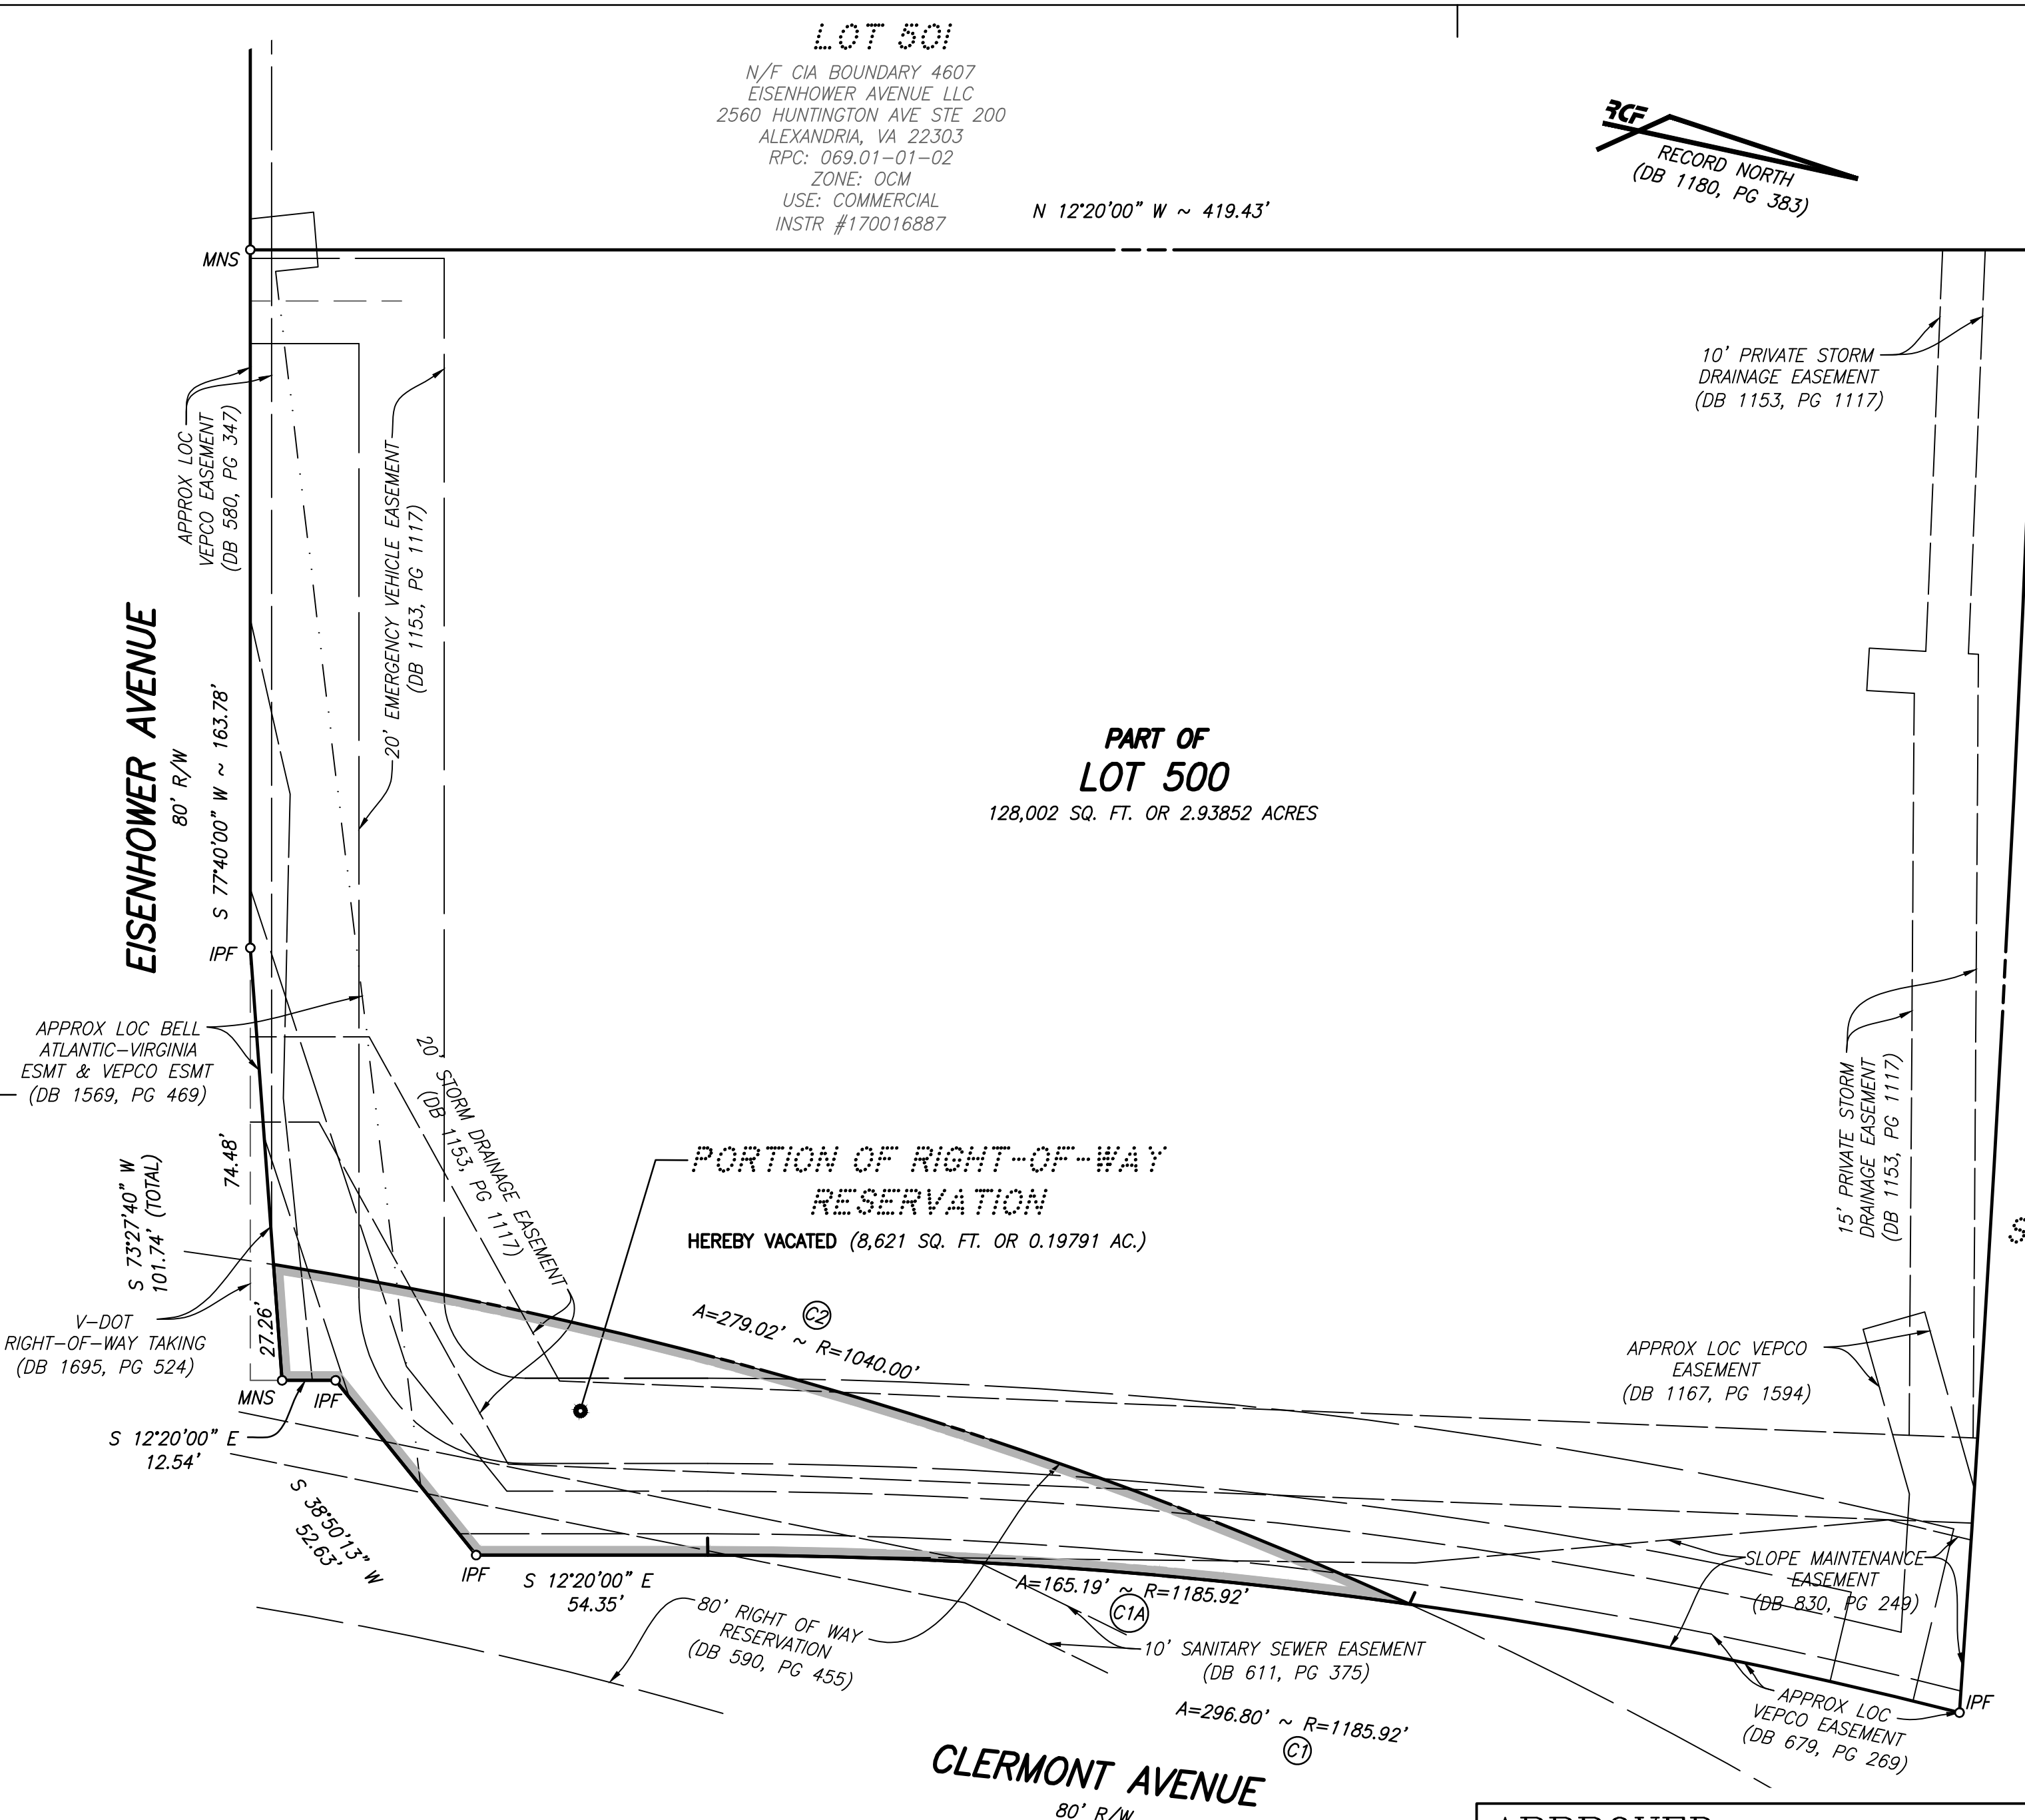 LOT 501
N/F CIA BOUNDARY 4607
EISENHOWER AVENUE LLC
2560 HUNTINGTON AVE STE 200
ALEXANDRIA, VA 22303
RPC: 069.01-01-02
ZONE: OCM
USE: COMMERCIAL
INSTR #170016887
N 12°20'00" W ~ 419.43'
RCF
RECORD NORTH
(DB 1180, PG 383)
MNS
APPROX LOC
VEPCO EASEMENT
(DB 580, PG 347)
20' EMERGENCY VEHICLE EASEMENT
(DB 1153, PG 1117)
10' PRIVATE STORM
DRAINAGE EASEMENT
(DB 1153, PG 1117)
EISENHOWER AVENUE
80' R/W
S 77°40'00" W ~ 163.78'
PART OF
LOT 500
128,002 SQ. FT. OR 2.93852 ACRES
IPF
APPROX LOC BELL
ATLANTIC-VIRGINIA
ESMT & VEPCO ESMT
(DB 1569, PG 469)
20' STORM DRAINAGE EASEMENT
(DB 1153, PG 1117)
15' PRIVATE STORM
DRAINAGE EASEMENT
(DB 1153, PG 1117)
74.48'
S 73°27'40" W
101.74' (TOTAL)
PORTION OF RIGHT-OF-WAY
RESERVATION
HEREBY VACATED (8,621 SQ. FT. OR 0.19791 AC.)
27.26'
V-DOT
RIGHT-OF-WAY TAKING
(DB 1695, PG 524)
C2
A=279.02' ~ R=1040.00'
APPROX LOC VEPCO
EASEMENT
(DB 1167, PG 1594)
MNS
IPF
S 12°20'00" E
12.54'
S 38°50'13" W
52.63'
IPF
S 12°20'00" E
54.35'
80' RIGHT OF WAY
RESERVATION
(DB 590, PG 455)
A=165.19' ~ R=1185.92'
C1A
10' SANITARY SEWER EASEMENT
(DB 611, PG 375)
SLOPE MAINTENANCE
EASEMENT
(DB 830, PG 249)
A=296.80' ~ R=1185.92'
C1
APPROX LOC
VEPCO EASEMENT
(DB 679, PG 269)
IPF
CLERMONT AVENUE
80' R/W